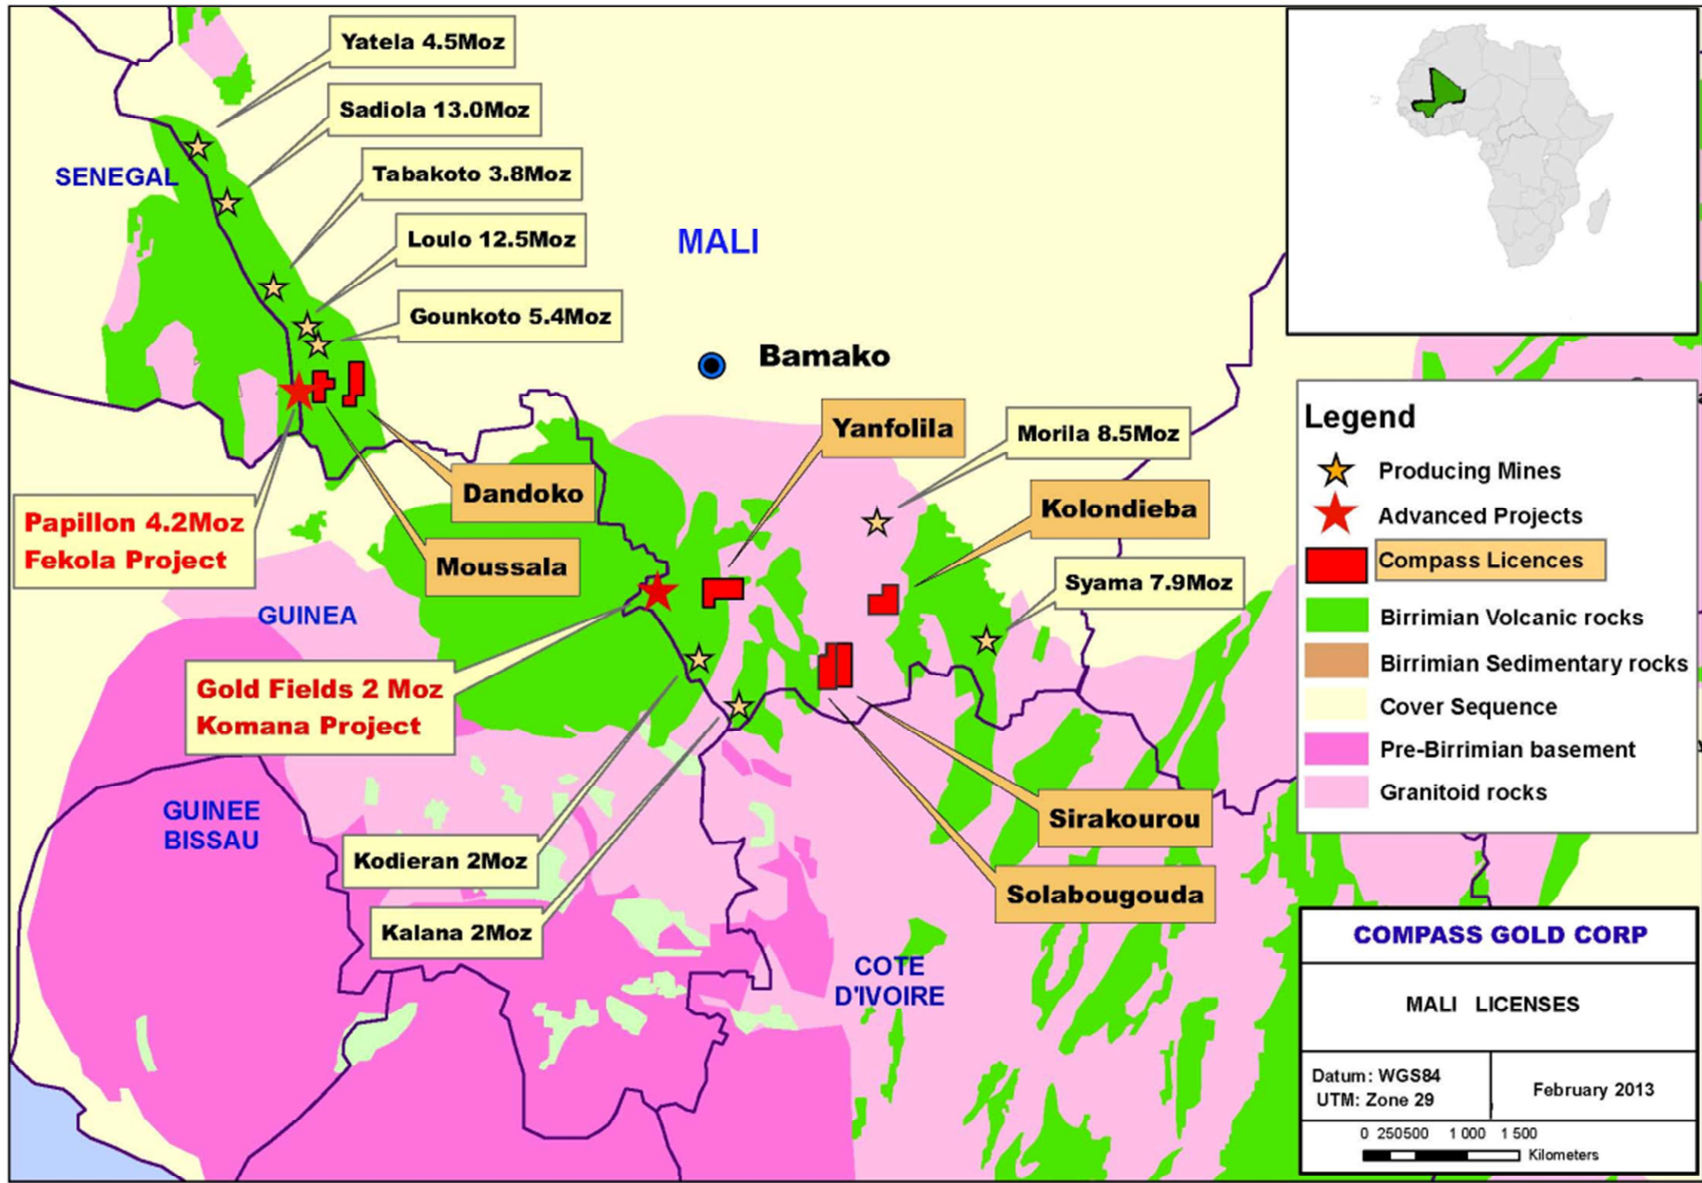 Yatela 4.5Moz
Sadiola 13.0Moz
SENEGAL
Tabakoto 3.8Moz
Loulo 12.5Moz
MALI
Gounkoto 5.4Moz
Bamako
Yanfolila
Morila 8.5Moz
Dandoko
Kolondieba
Papillon 4.2Moz
Fekola Project
Moussala
Syama 7.9Moz
GUINEA
Gold Fields 2 Moz
Komana Project
GUINEE
BISSAU
Sirakourou
Kodieran 2Moz
Solabougouda
Kalana 2Moz
COTE
D'IVOIRE
Legend
Producing Mines
Advanced Projects
Compass Licences
Birrimian Volcanic rocks
Birrimian Sedimentary rocks
Cover Sequence
Pre-Birrimian basement
Granitoid rocks
COMPASS GOLD CORP
MALI LICENSES
Datum: WGS84
UTM: Zone 29
February 2013
0 250500 1 000 1 500
Kilometers